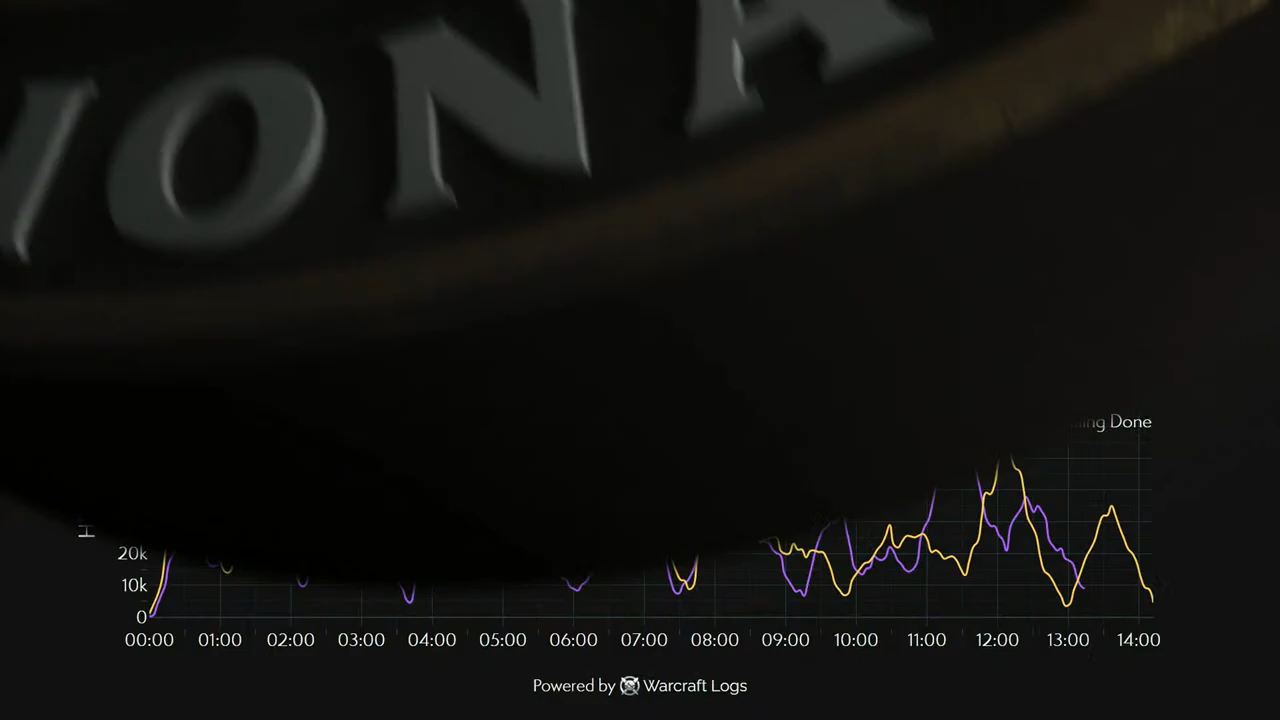 ONA
ing Done
H
20k
10k
0
00:00 01:00 02:00 03:00 04:00 05:00 06:00 07:00 08:00 09:00 10:00 11:00 12:00 13:00 14:00
Powered by Warcraft Logs